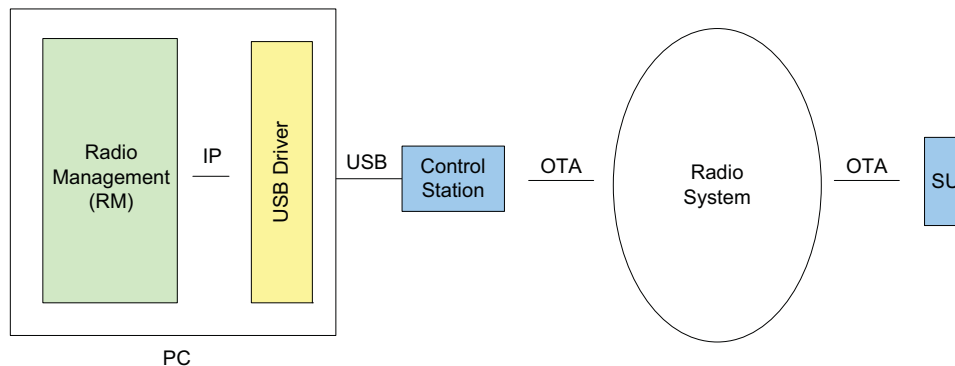 Radio
Management
(RM)
IP
USB Driver
USB
Control
Station
OTA
Radio
System
OTA
SU
PC